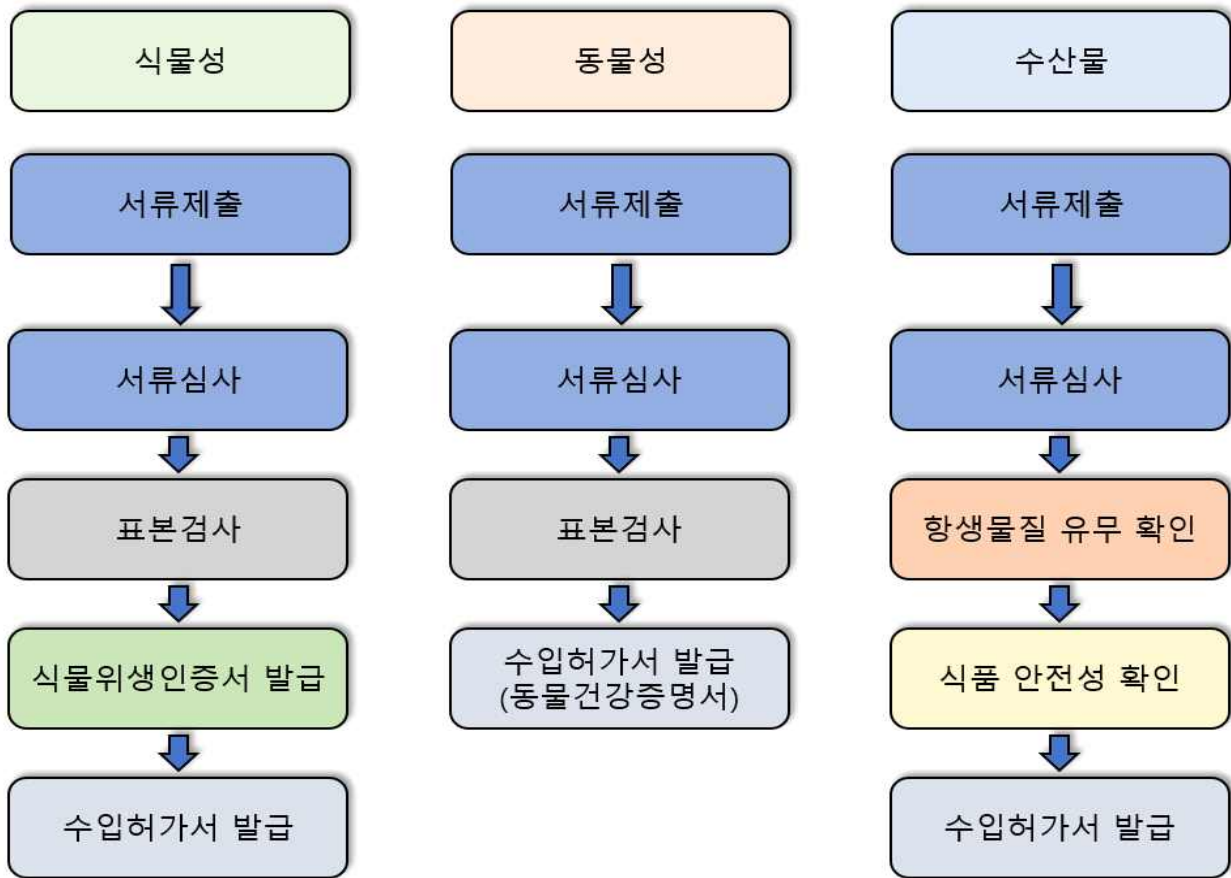 식물성
동물성
수산물
서류제출
서류제출
서류제출
서류심사
서류심사
서류심사
표본검사
표본검사
항생물질 유무 확인
식물위생인증서 발급
수입허가서 발급
(동물건강증명서)
식품 안전성 확인
수입허가서 발급
수입허가서 발급